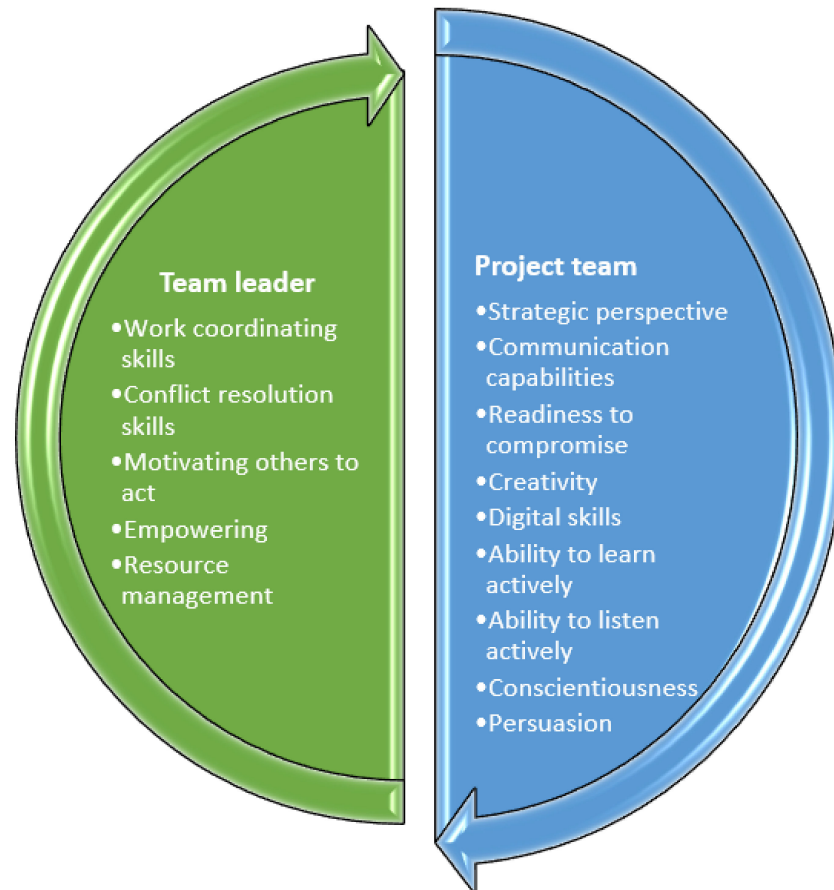 Team leader
•Work coordinating
skills
•Conflict resolution
skills
•Motivating others to
act
•Empowering
•Resource
management
Project team
•Strategic perspective
•Communication
capabilities
•Readiness to
compromise
•Creativity
•Digital skills
•Ability to learn
actively
•Ability to listen
actively
•Conscientiousness
•Persuasion